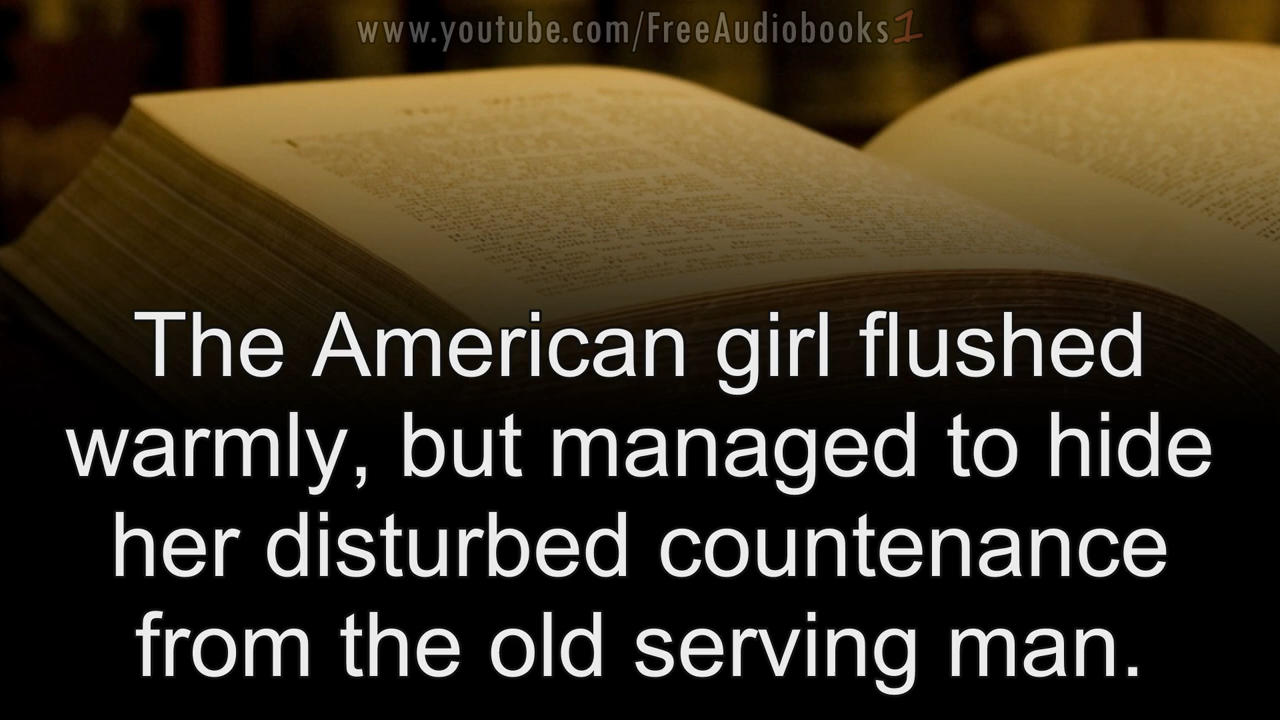 www.youtube.com/FreeAudiobooks1
The American girl flushed
warmly, but managed to hide
her disturbed countenance
from the old serving man.